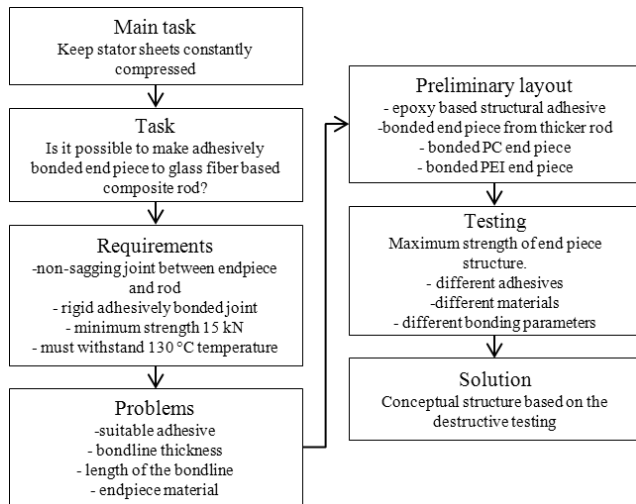 Main task
Keep stator sheets constantly
compressed
Task
Is it possible to make adhesively
bonded end piece to glass fiber based
composite rod?
Requirements
-non-sagging joint between endpiece
and rod
- rigid adhesively bonded joint
- minimum strength 15 kN
- must withstand 130 °C temperature
Problems
-suitable adhesive
- bondline thickness
- length of the bondline
- endpiece material
Preliminary layout
- epoxy based structural adhesive
-bonded end piece from thicker rod
- bonded PC end piece
- bonded PEI end piece
Testing
Maximum strength of end piece
structure.
- different adhesives
-different materials
- different bonding parameters
Solution
Conceptual structure based on the
destructive testing